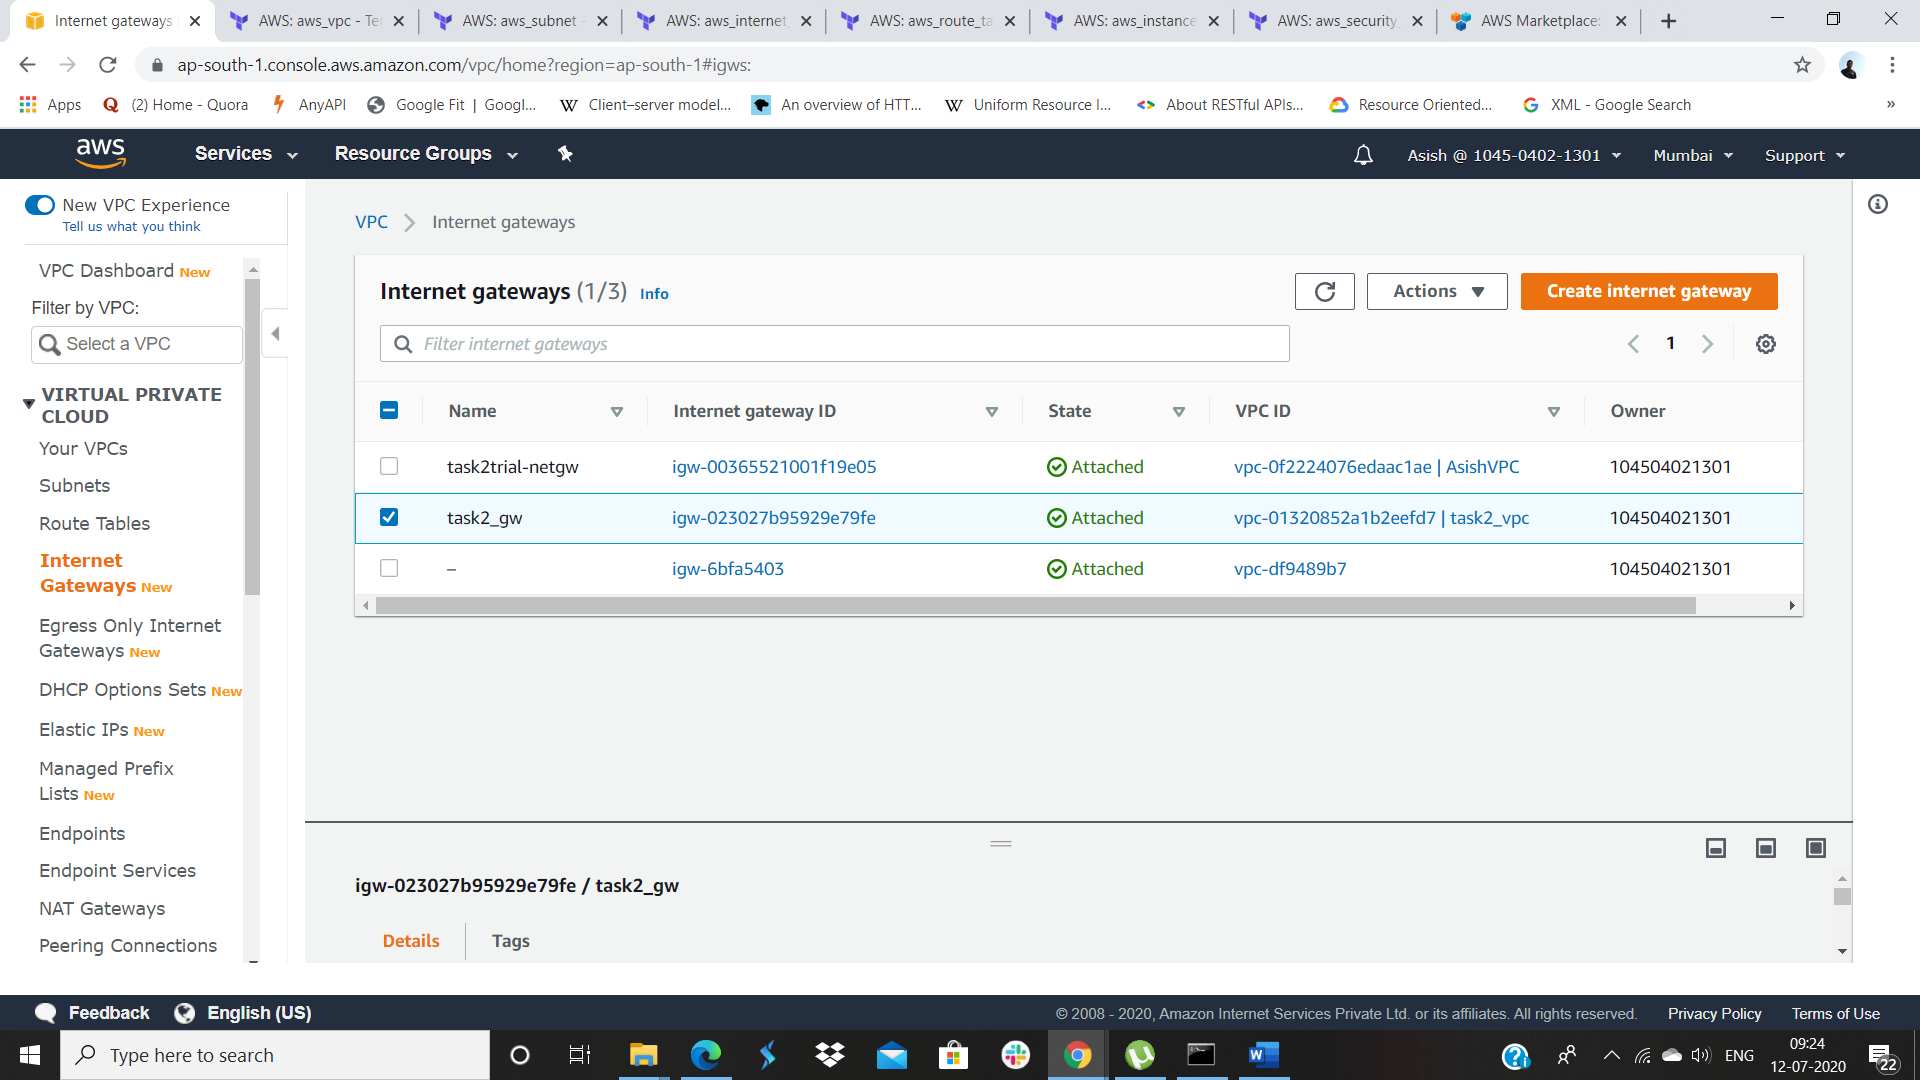 Internet gateways
AWS: aws_vpc - Te
AWS: aws_subnet -
AWS: aws_internet_
AWS: aws_route_ta
AWS: aws_instance
AWS: aws_security_
AWS Marketplace:
ap-south-1.console.aws.amazon.com/vpc/home?region=ap-south-1#igws:
Apps
(2) Home - Quora
AnyAPI
Google Fit | Googl...
Client–server model...
An overview of HTT...
Uniform Resource I...
About RESTful APIs...
Resource Oriented...
XML - Google Search
»
aws
Services
Resource Groups
Asish @ 1045-0402-1301
Mumbai
Support
New VPC Experience
Tell us what you think
VPC Dashboard New
Filter by VPC:
Select a VPC
VIRTUAL PRIVATE
CLOUD
Your VPCs
Subnets
Route Tables
Internet
Gateways New
Egress Only Internet
Gateways New
DHCP Options Sets New
Elastic IPs New
Managed Prefix
Lists New
Endpoints
Endpoint Services
NAT Gateways
Peering Connections
VPC
Internet gateways
Internet gateways (1/3) Info
Actions
Create internet gateway
Filter internet gateways
1
Name Internet gateway ID State VPC ID Owner
task2trial-netgw igw-00365521001f19e05 Attached vpc-0f2224076edaac1ae | AsishVPC 104504021301
task2_gw igw-023027b95929e79fe Attached vpc-01320852a1b2eefd7 | task2_vpc 104504021301
– igw-6bfa5403 Attached vpc-df9489b7 104504021301
igw-023027b95929e79fe / task2_gw
Details
Tags
Feedback
English (US)
© 2008 - 2020, Amazon Internet Services Private Ltd. or its affiliates. All rights reserved.
Privacy Policy
Terms of Use
Type here to search
ENG
09:24
12-07-2020
22